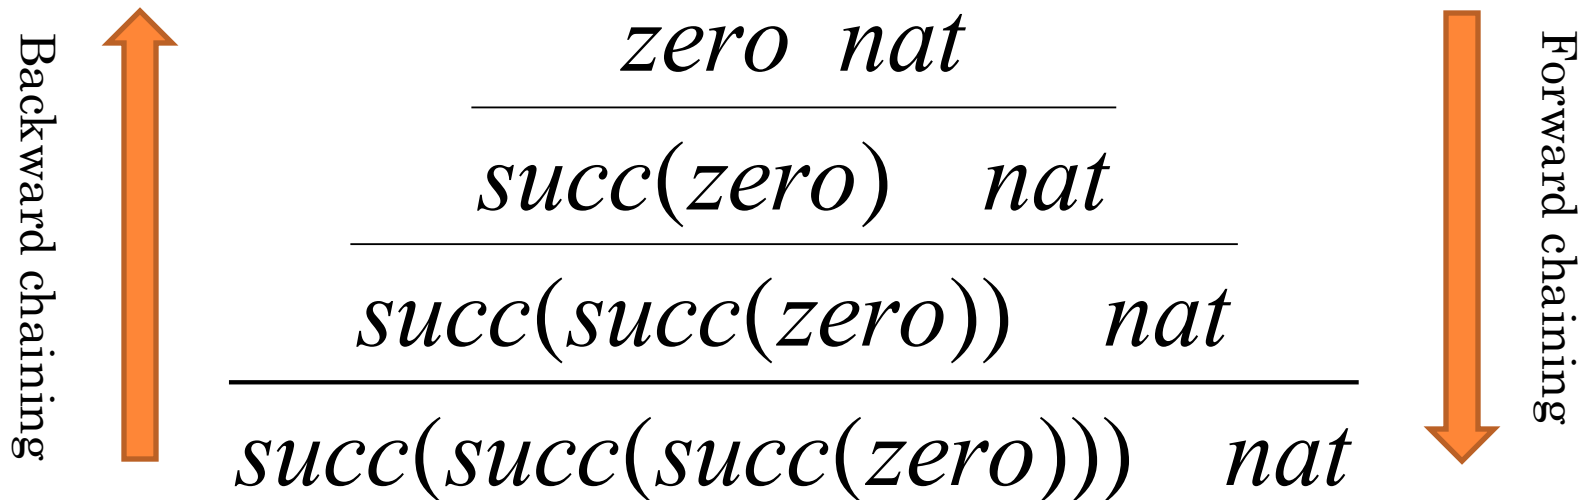 Backward chaining
zero nat
succ(zero) nat
succ(succ(zero)) nat
succ(succ(succ(zero))) nat
Forward chaining